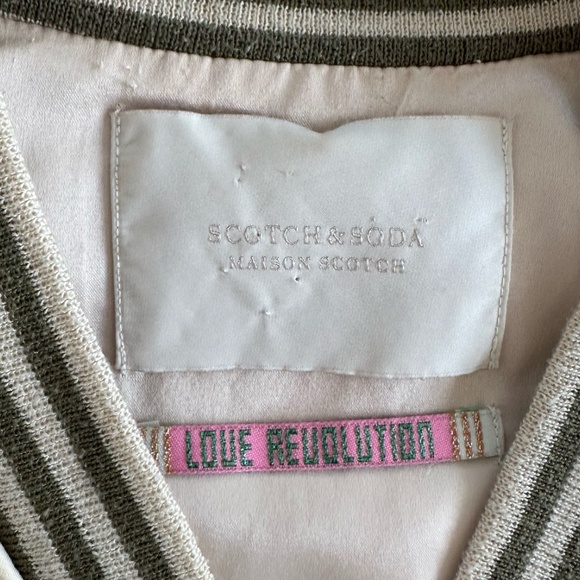 SCOTCH & SODA
MAISON SCOTCH
LOVE REVOLUTION